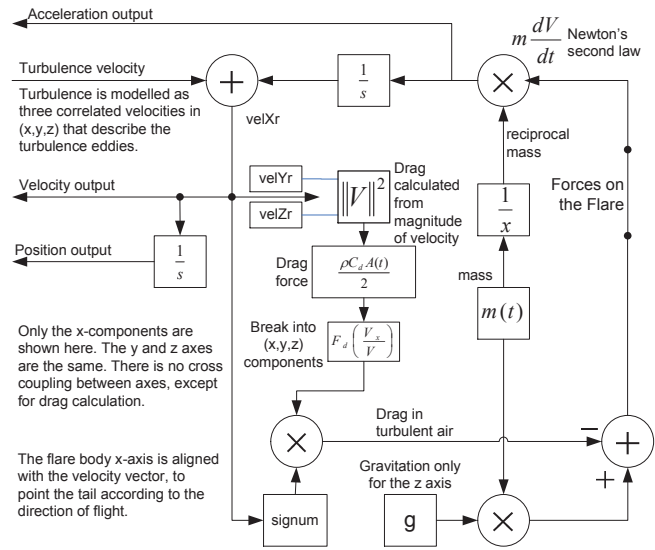 Acceleration output
Turbulence velocity
Turbulence is modelled as
three correlated velocities in
(x,y,z) that describe the
turbulence eddies.
+
velXr
1
s
×
m dV
dt
Newton's
second law
reciprocal
mass
Velocity output
Position output
1
s
velYr
velZr
‖V‖²
Drag
calculated
from
magnitude
of velocity
1
x
Forces on
the Flare
Drag
force
ρC_d A(t)
2
mass
m(t)
Only the x-components are
shown here. The y and z axes
are the same. There is no cross
coupling between axes, except
for drag calculation.
Break into
(x,y,z)
components
F_d (V_x
V)
×
Drag in
turbulent air
−
+
+
The flare body x-axis is aligned
with the velocity vector, to
point the tail according to the
direction of flight.
Gravitation only
for the z axis
signum
g
×